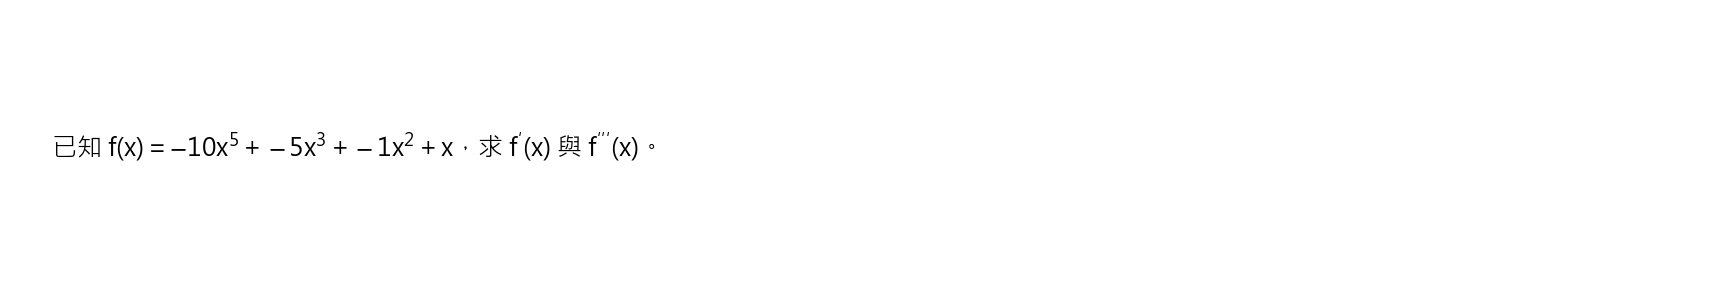 已知 f(x) = –10x⁵ + – 5x³ + – 1x² + x，求 f′(x) 與 f′′′(x)。